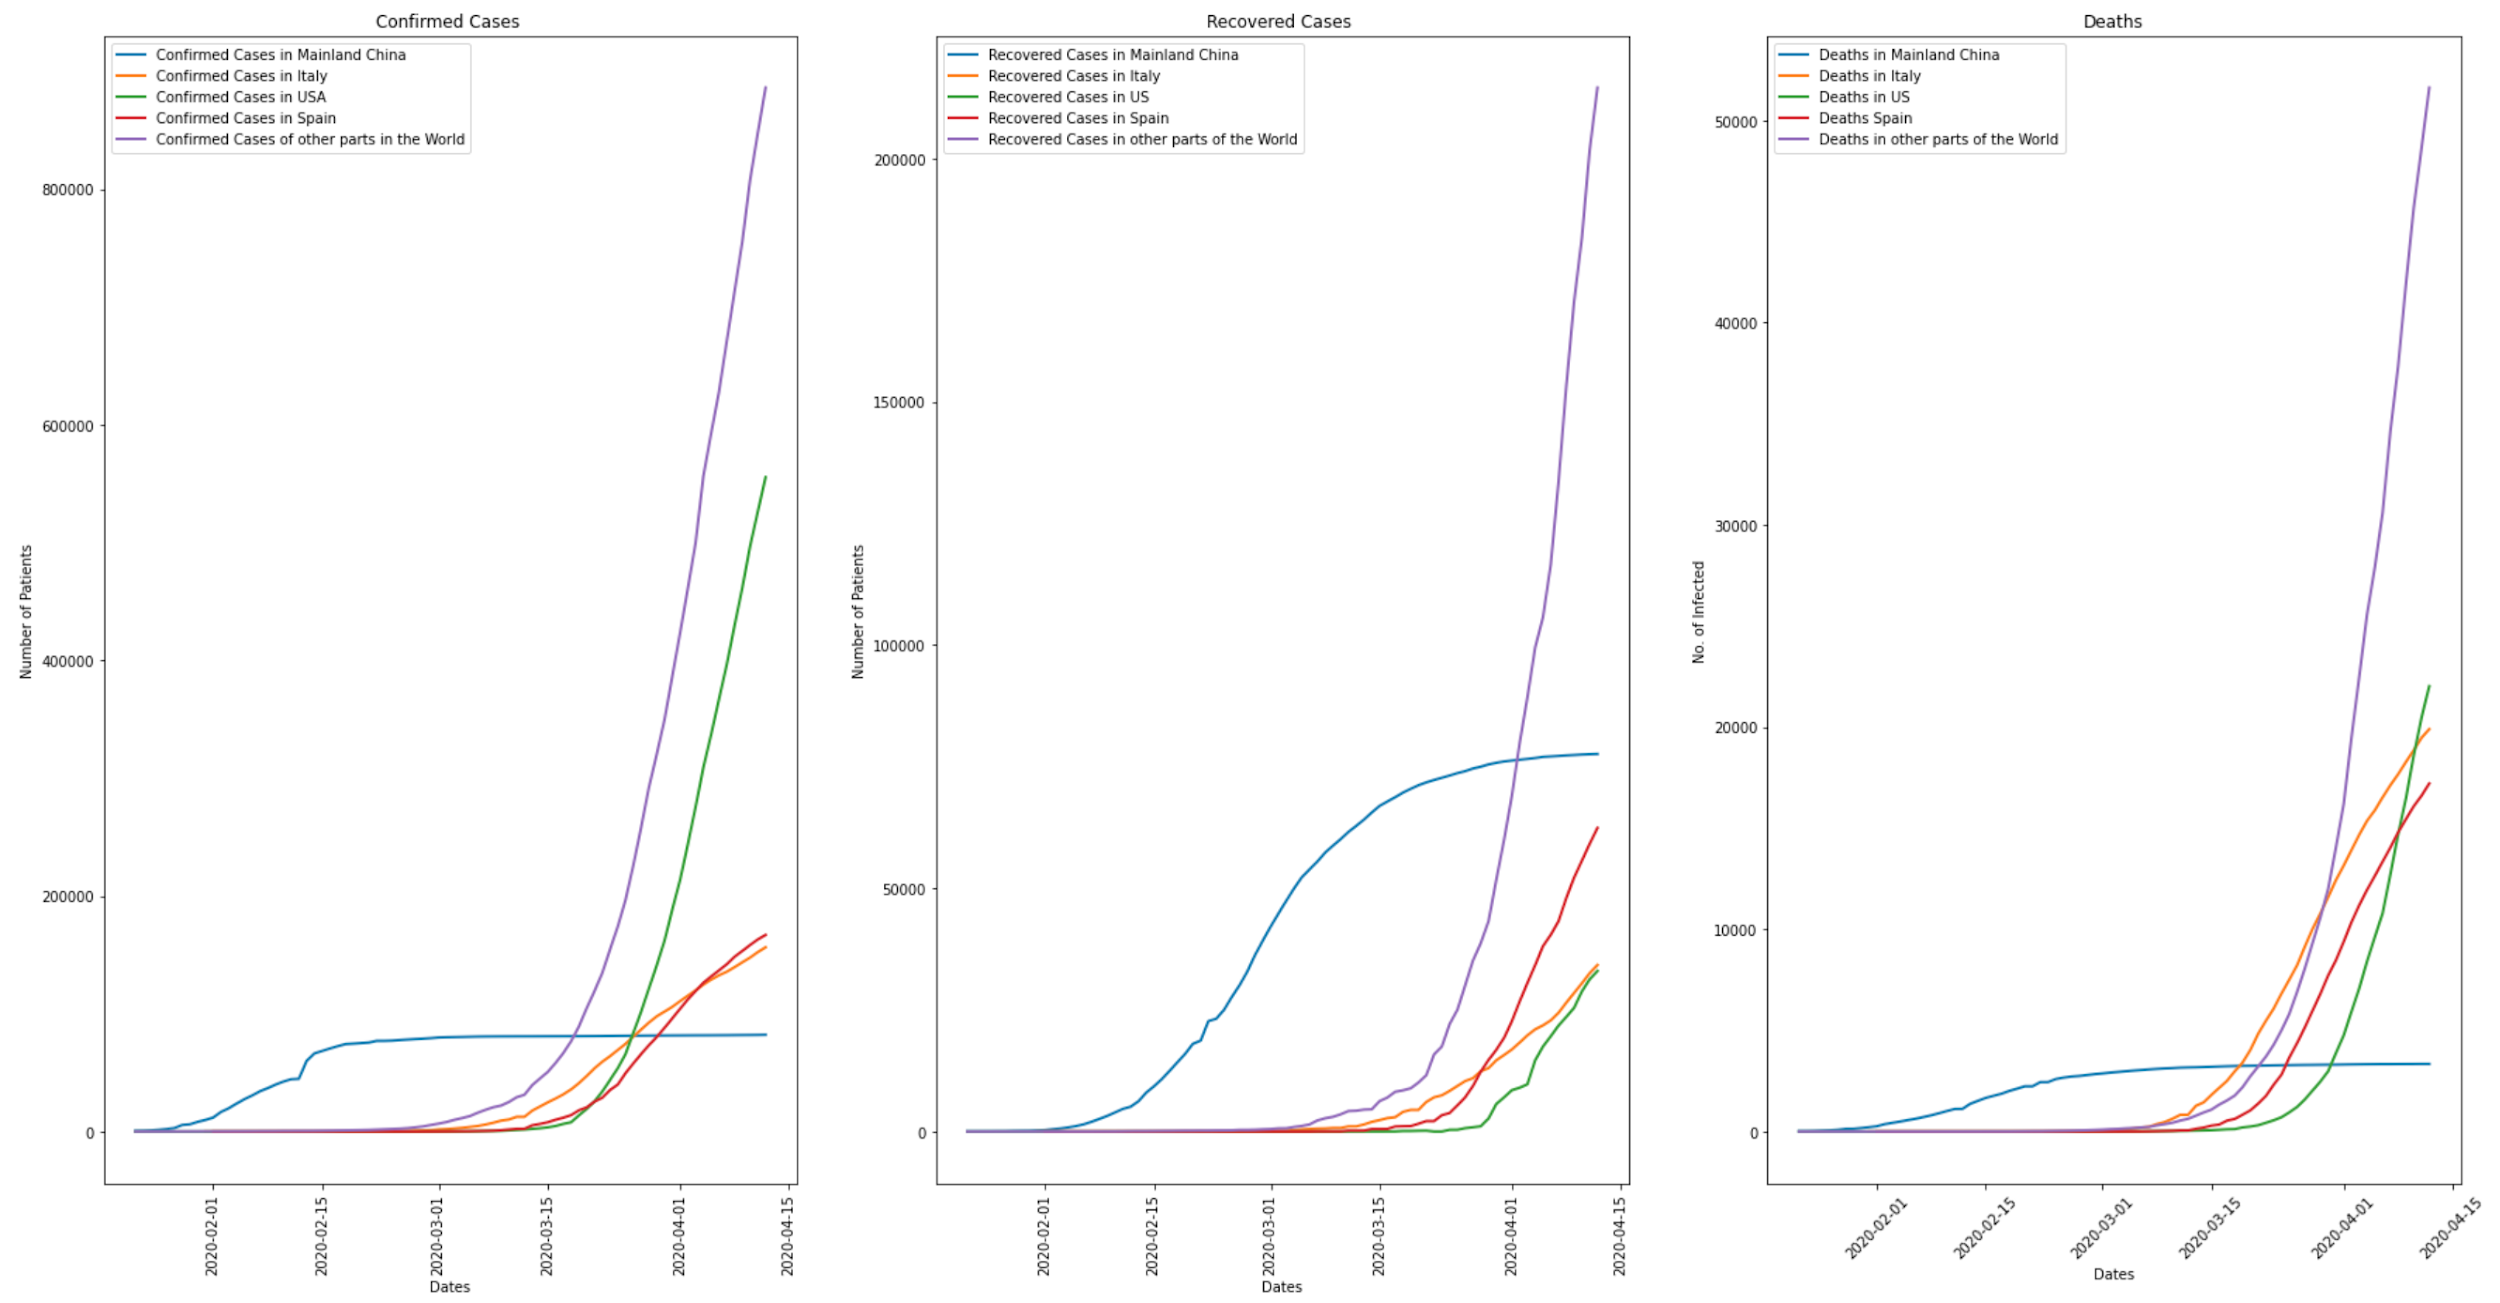 Confirmed Cases
Confirmed Cases in Mainland China
Confirmed Cases in Italy
Confirmed Cases in USA
Confirmed Cases in Spain
Confirmed Cases of other parts in the World
Number of Patients
800000
600000
400000
200000
0
2020-02-01
2020-02-15
2020-03-01
2020-03-15
2020-04-01
2020-04-15
Dates
Recovered Cases
Recovered Cases in Mainland China
Recovered Cases in Italy
Recovered Cases in US
Recovered Cases in Spain
Recovered Cases in other parts of the World
Number of Patients
200000
150000
100000
50000
0
2020-02-01
2020-02-15
2020-03-01
2020-03-15
2020-04-01
2020-04-15
Dates
Deaths
Deaths in Mainland China
Deaths in Italy
Deaths in US
Deaths Spain
Deaths in other parts of the World
No. of Infected
50000
40000
30000
20000
10000
0
2020-02-01
2020-02-15
2020-03-01
2020-03-15
2020-04-01
2020-04-15
Dates